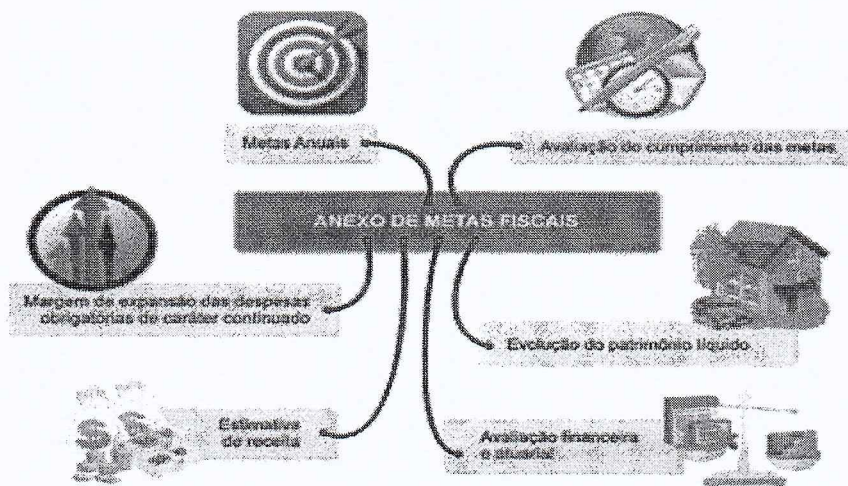 Metas Anuais
Avaliação do cumprimento das metas
ANEXO DE METAS FISCAIS
Margem de expansão das despesas
obrigatórias de caráter continuado
Evolução do patrimônio líquido
Estimativa
de receita
Avaliação financeira
e atuarial